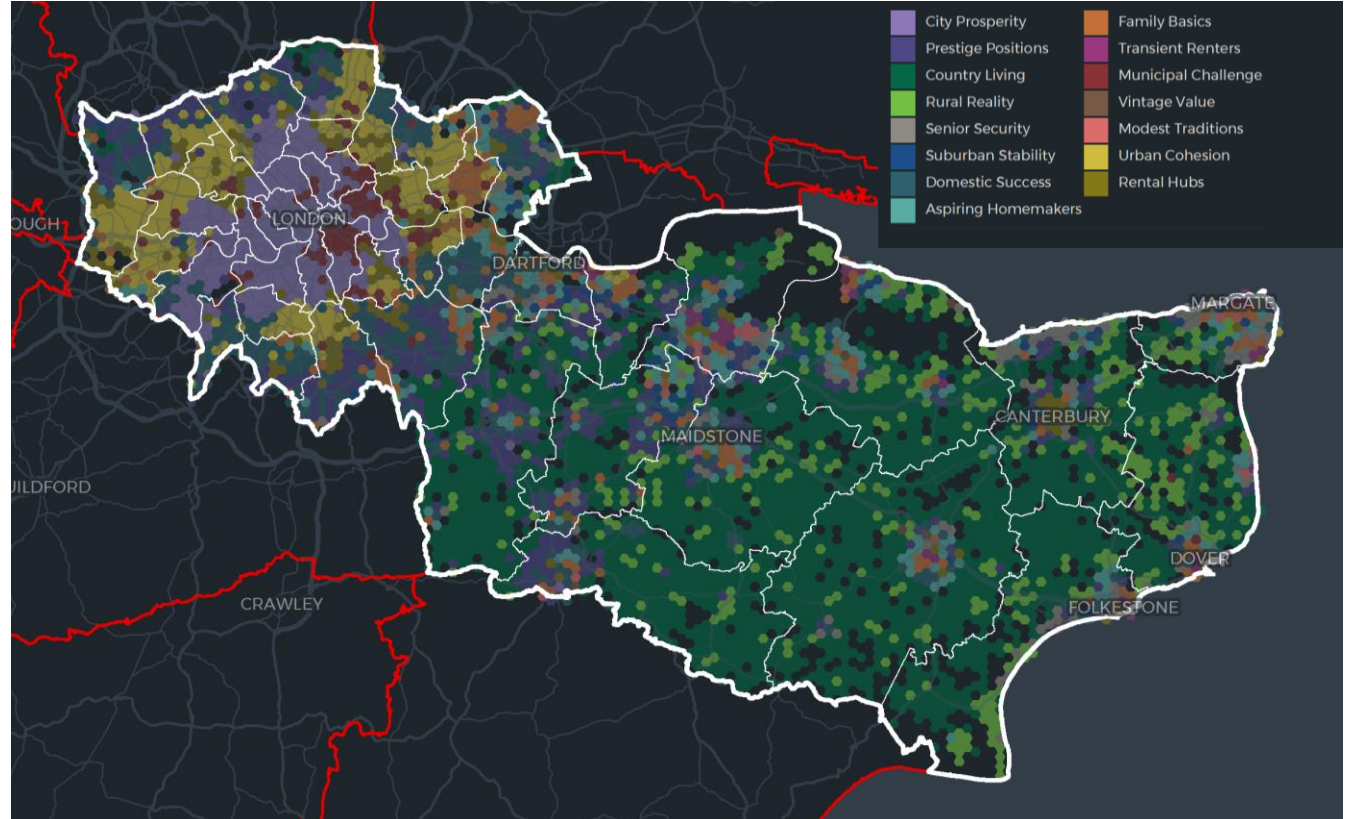 City Prosperity
Prestige Positions
Country Living
Rural Reality
Senior Security
Suburban Stability
Domestic Success
Aspiring Homemakers
Family Basics
Transient Renters
Municipal Challenge
Vintage Value
Modest Traditions
Urban Cohesion
Rental Hubs
LONDON
OUGH
DARTFORD
MARGATE
CANTERBURY
MAIDSTONE
UILDFORD
DOVER
CRAWLEY
FOLKESTONE